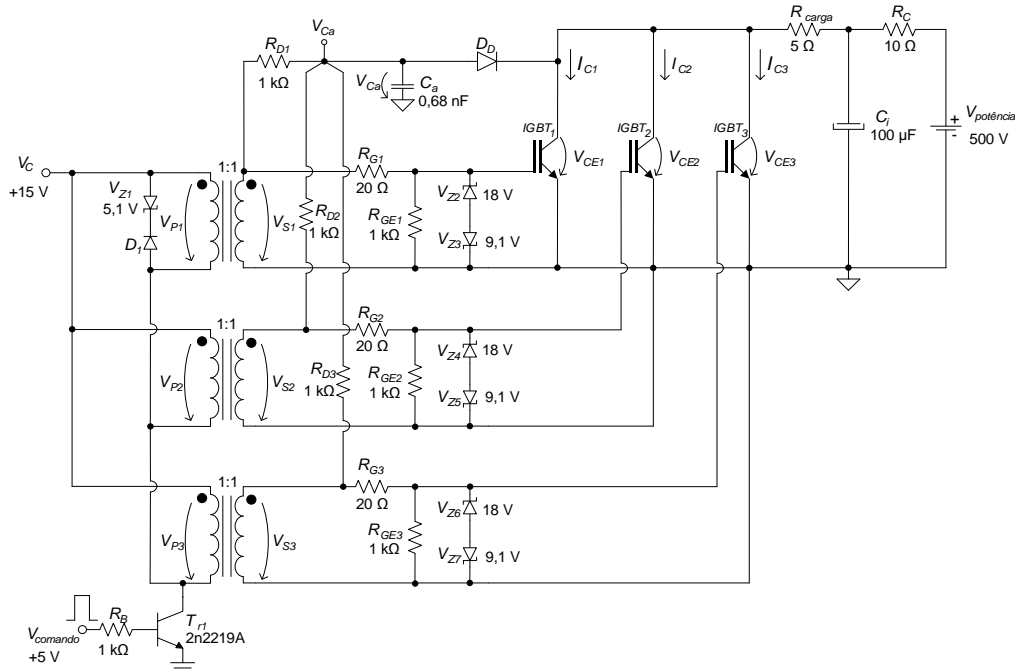 V_Ca
R_D1
1 kΩ
V_Ca
C_a
0,68 nF
D_D
I_C1
I_C2
I_C3
R_carga
5 Ω
R_C
10 Ω
C_i
100 µF
V_potência
500 V
+
-
IGBT_1
IGBT_2
IGBT_3
V_CE1
V_CE2
V_CE3
V_C
+15 V
V_Z1
5,1 V
D_1
1:1
V_P1
V_S1
R_G1
20 Ω
R_D2
1 kΩ
R_GE1
1 kΩ
V_Z2
18 V
V_Z3
9,1 V
1:1
V_P2
V_S2
R_G2
20 Ω
R_D3
1 kΩ
R_GE2
1 kΩ
V_Z4
18 V
V_Z5
9,1 V
1:1
V_P3
V_S3
R_G3
20 Ω
R_GE3
1 kΩ
V_Z6
18 V
V_Z7
9,1 V
V_comando
+5 V
R_B
1 kΩ
T_r1
2n2219A